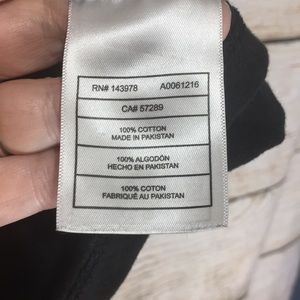 RN# 143978 A0061216
CA# 57289
100% COTTON
MADE IN PAKISTAN
100% ALGODÓN
HECHO EN PAKISTAN
100% COTON
FABRIQUÉ AU PAKISTAN